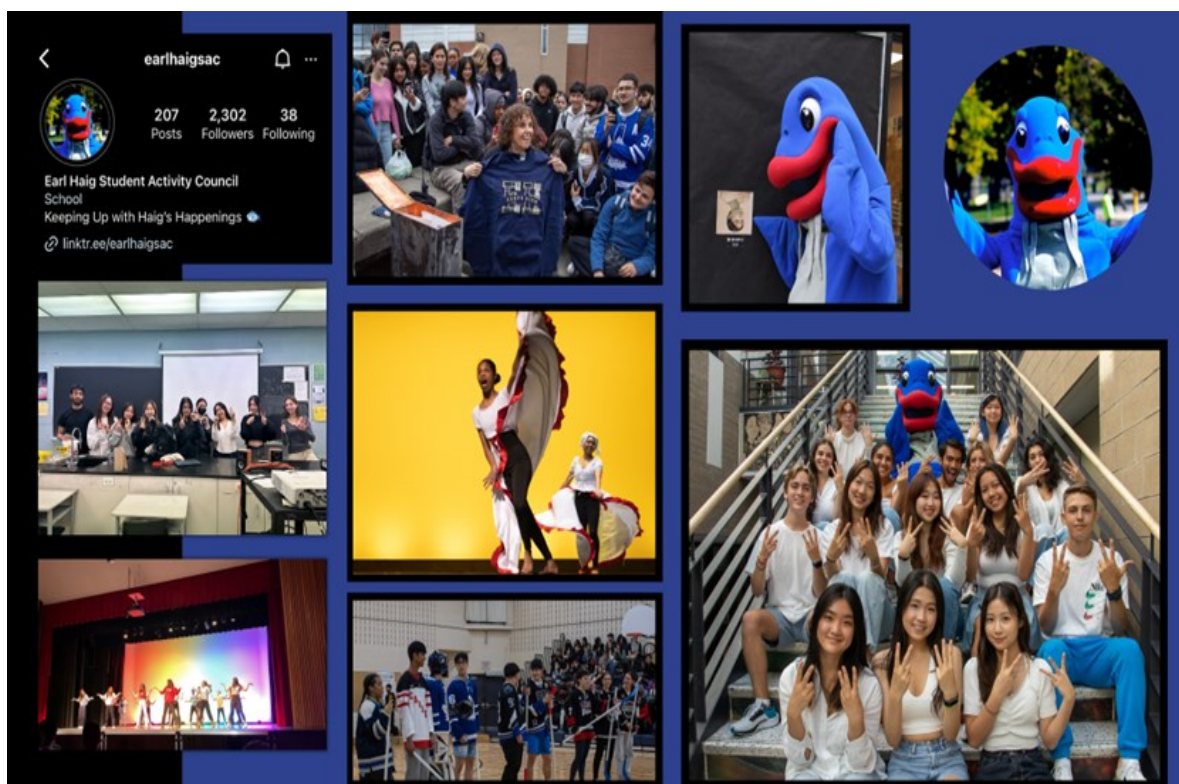 earlhaigsac
207 2,302 38
Posts Followers Following
Earl Haig Student Activity Council
School
Keeping Up with Haig's Happenings
linktr.ee/earlhaigsac